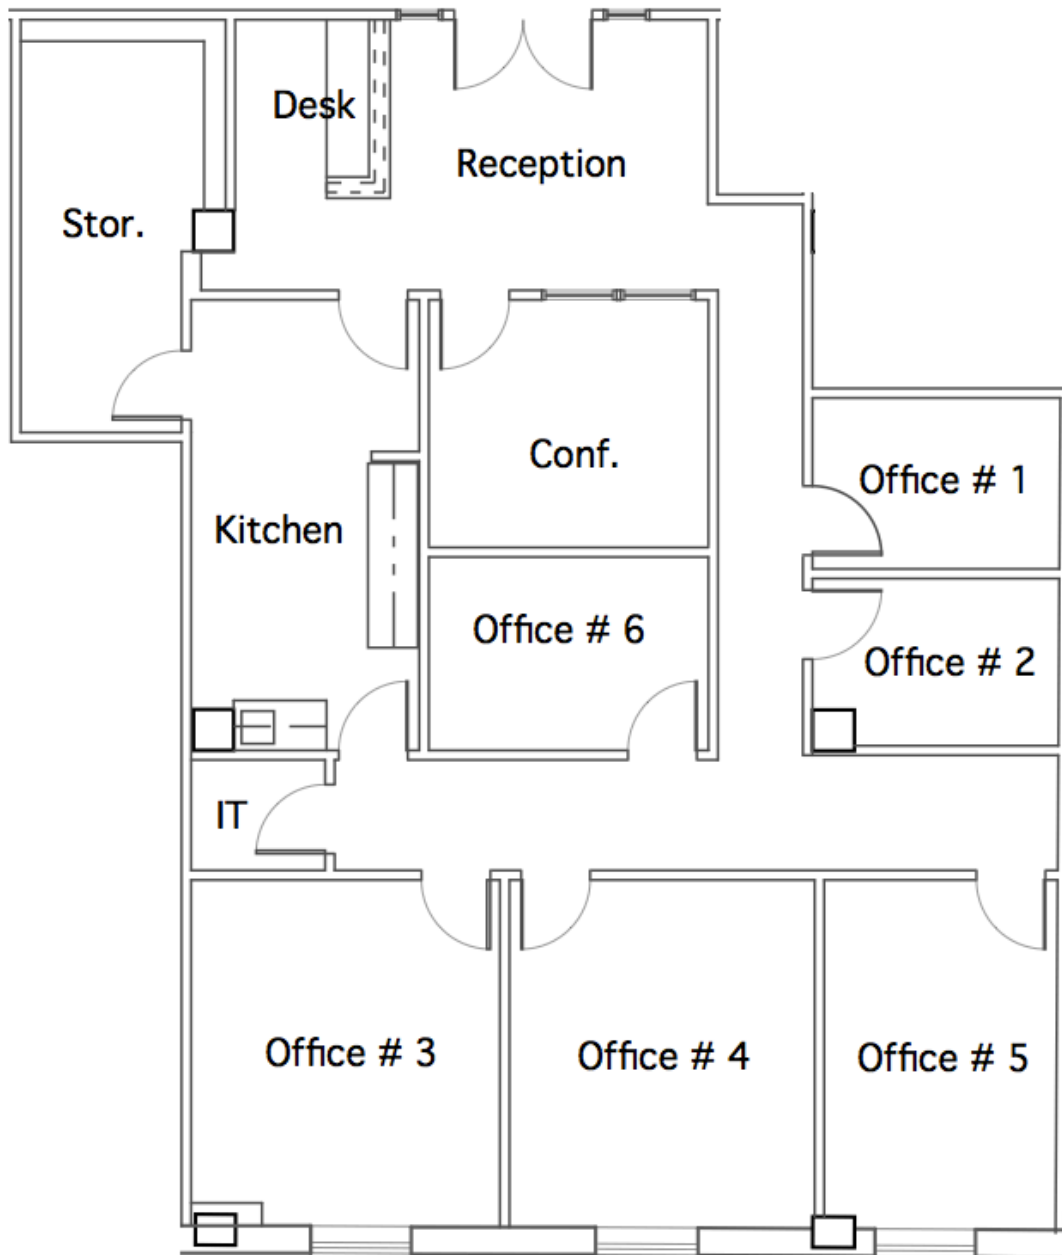 Desk
Reception
Stor.
Conf.
Office # 1
Kitchen
Office # 6
Office # 2
IT
Office # 3
Office # 4
Office # 5